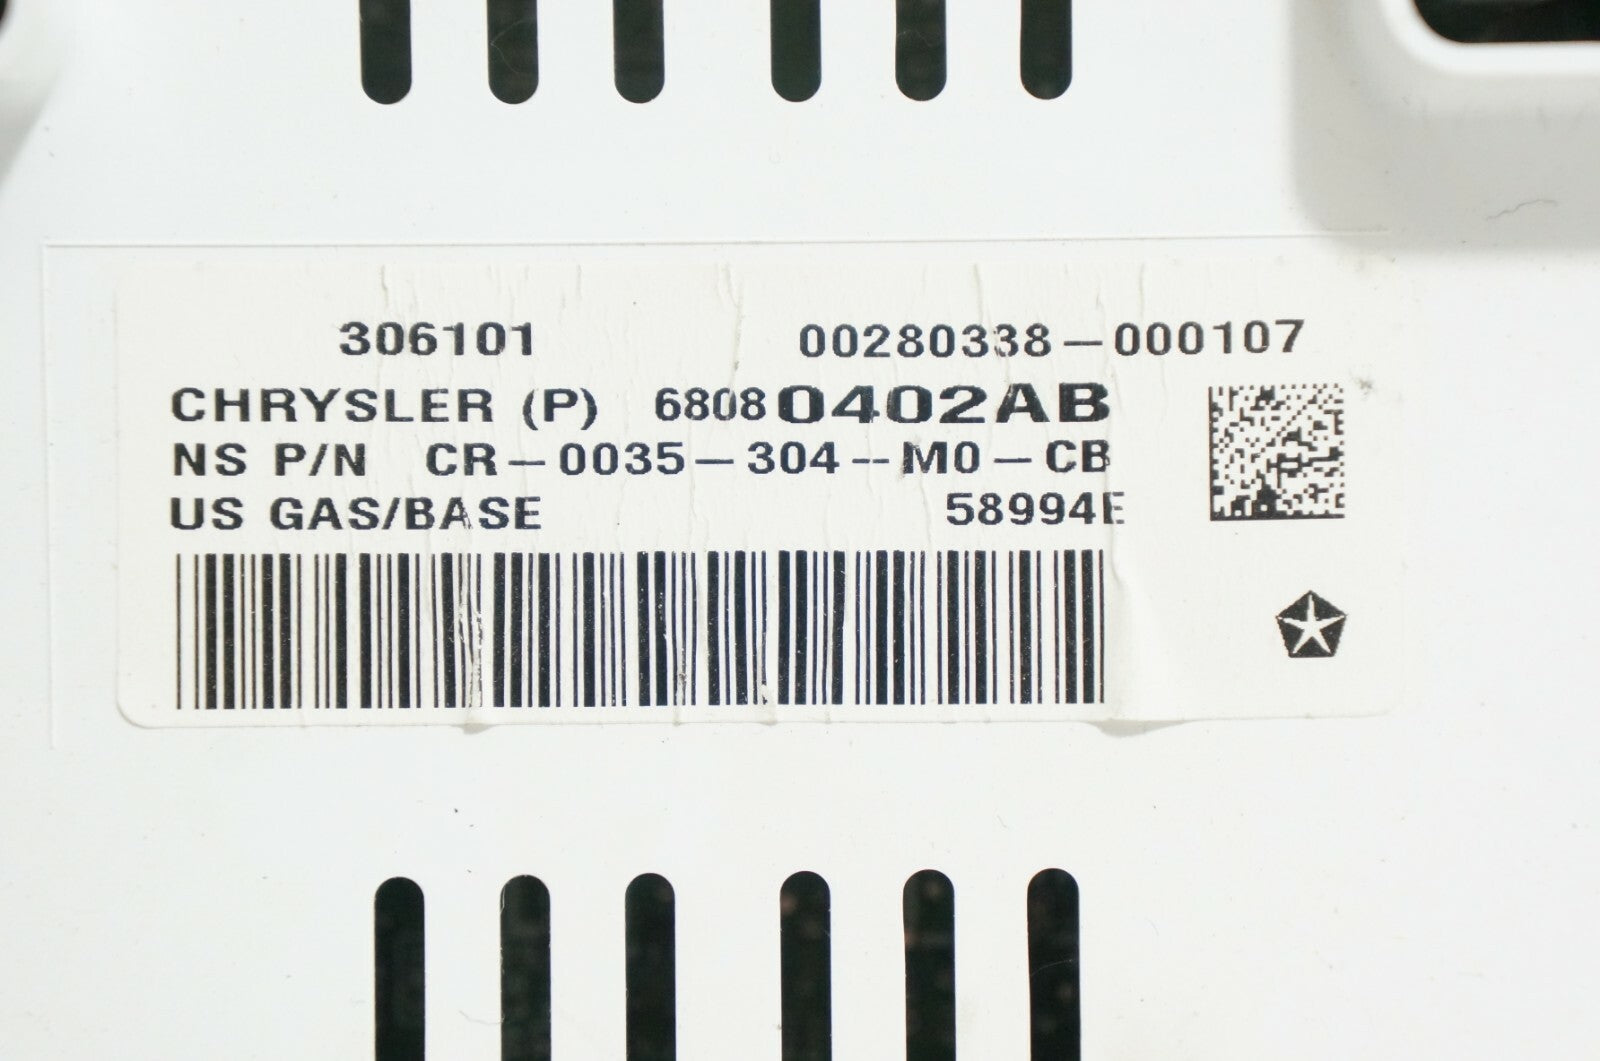 306101 00280338-000107
CHRYSLER (P) 68080402AB
NS P/N CR-0035-304-M0-CB
US GAS/BASE 58994E